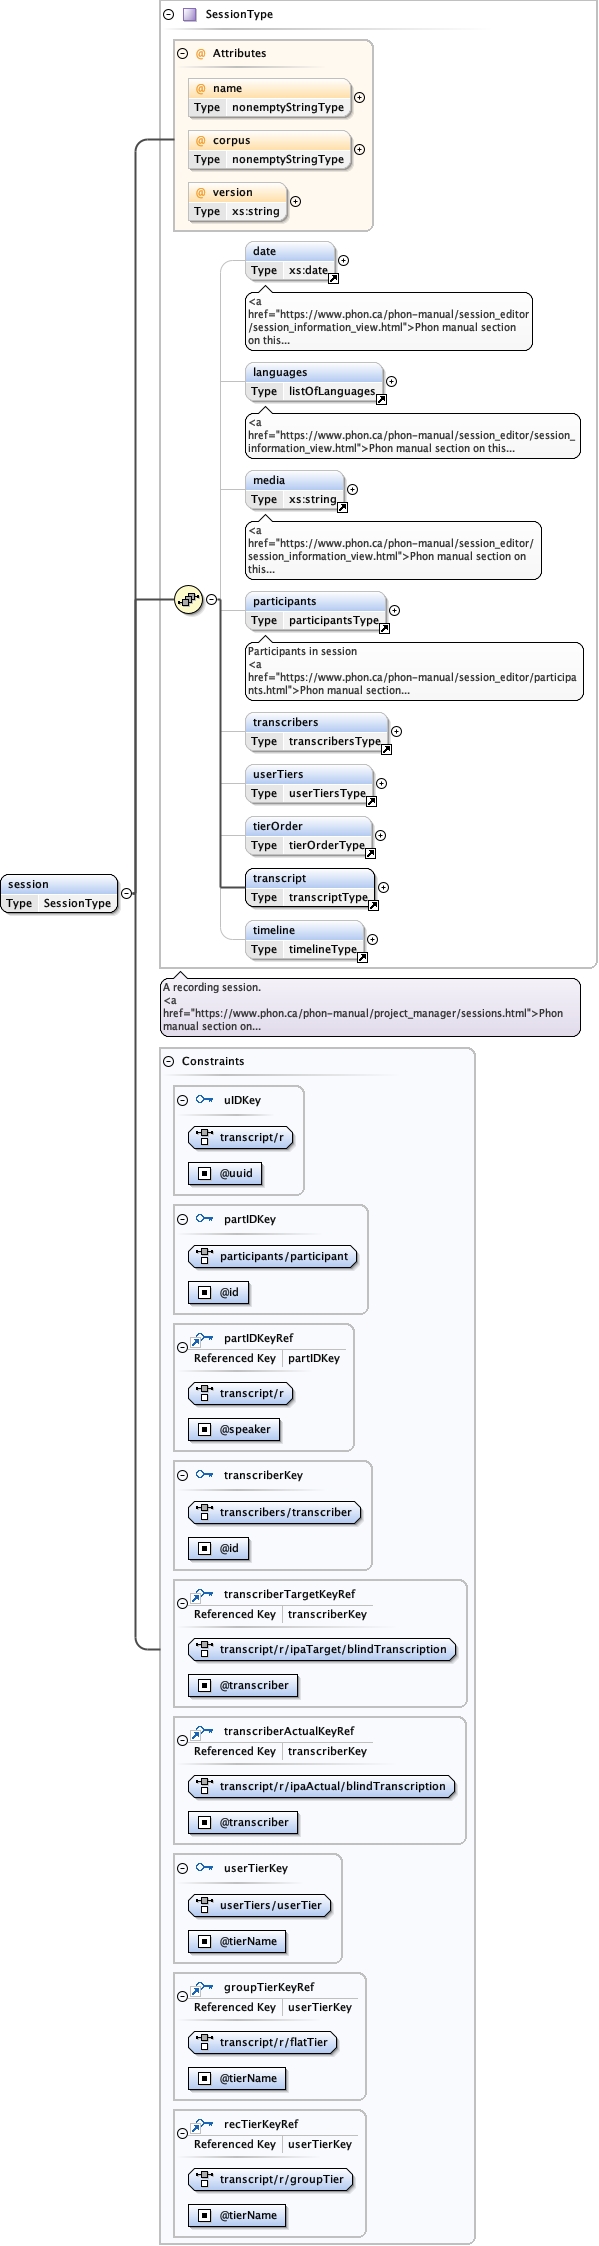 SessionType
@ Attributes
@ name
Type nonemptyStringType
@ corpus
Type nonemptyStringType
@ version
Type xs:string
date
Type xs:date
<a
href="https://www.phon.ca/phon-manual/session_editor
/session_information_view.html">Phon manual section
on this...
languages
Type listOfLanguages
<a
href="https://www.phon.ca/phon-manual/session_editor/session_
information_view.html">Phon manual section on this...
media
Type xs:string
<a
href="https://www.phon.ca/phon-manual/session_editor/
session_information_view.html">Phon manual section on
this...
participants
Type participantsType
Participants in session
<a
href="https://www.phon.ca/phon-manual/session_editor/participa
nts.html">Phon manual section...
transcribers
Type transcribersType
userTiers
Type userTiersType
tierOrder
Type tierOrderType
transcript
Type transcriptType
session
Type SessionType
timeline
Type timelineType
A recording session.
<a
href="https://www.phon.ca/phon-manual/project_manager/sessions.html">Phon
manual section on...
Constraints
uIDKey
transcript/r
@uuid
partIDKey
participants/participant
@id
partIDKeyRef
Referenced Key partIDKey
transcript/r
@speaker
transcriberKey
transcribers/transcriber
@id
transcriberTargetKeyRef
Referenced Key transcriberKey
transcript/r/ipaTarget/blindTranscription
@transcriber
transcriberActualKeyRef
Referenced Key transcriberKey
transcript/r/ipaActual/blindTranscription
@transcriber
userTierKey
userTiers/userTier
@tierName
groupTierKeyRef
Referenced Key userTierKey
transcript/r/flatTier
@tierName
recTierKeyRef
Referenced Key userTierKey
transcript/r/groupTier
@tierName